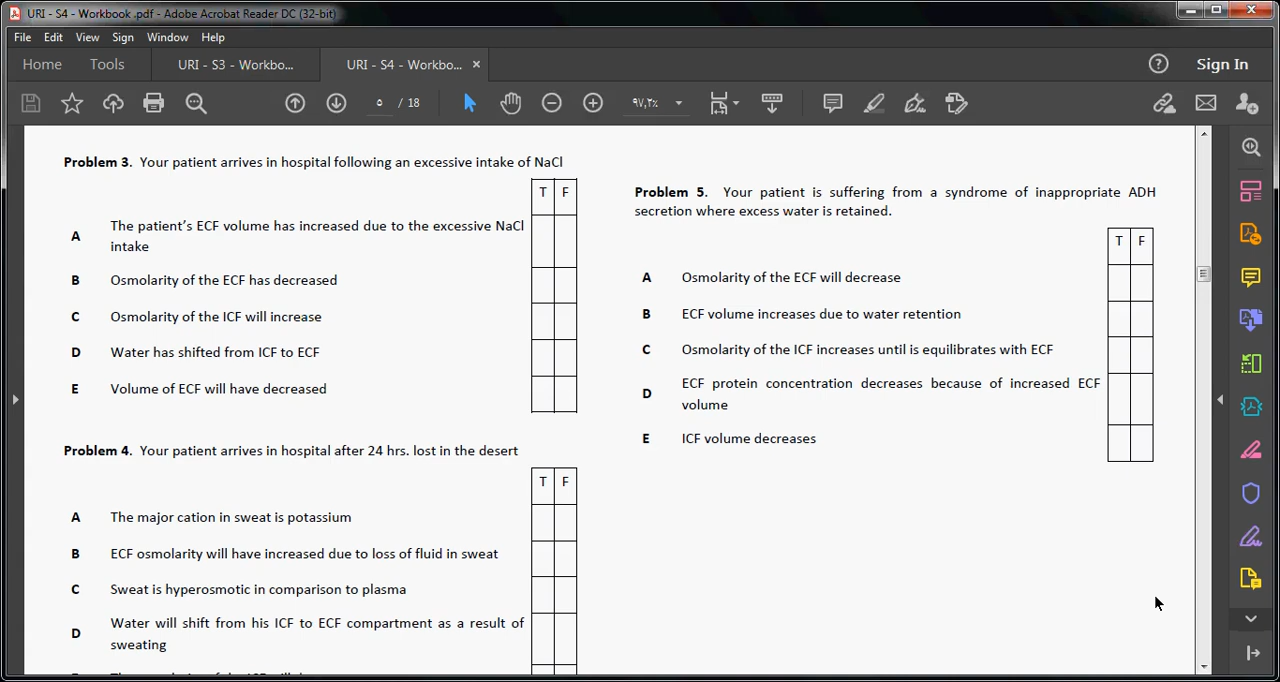 URI - S4 - Workbook .pdf - Adobe Acrobat Reader DC (32-bit)
File Edit View Sign Window Help
Home Tools URI - S3 - Workbo... URI - S4 - Workbo... × Sign In
۵ / 18 ۹۷٫۲٪
Problem 3. Your patient arrives in hospital following an excessive intake of NaCl
T F
A The patient's ECF volume has increased due to the excessive NaCl
intake
B Osmolarity of the ECF has decreased
C Osmolarity of the ICF will increase
D Water has shifted from ICF to ECF
E Volume of ECF will have decreased
Problem 4. Your patient arrives in hospital after 24 hrs. lost in the desert
T F
A The major cation in sweat is potassium
B ECF osmolarity will have increased due to loss of fluid in sweat
C Sweat is hyperosmotic in comparison to plasma
D Water will shift from his ICF to ECF compartment as a result of
sweating
Problem 5. Your patient is suffering from a syndrome of inappropriate ADH
secretion where excess water is retained.
T F
A Osmolarity of the ECF will decrease
B ECF volume increases due to water retention
C Osmolarity of the ICF increases until is equilibrates with ECF
D ECF protein concentration decreases because of increased ECF
volume
E ICF volume decreases